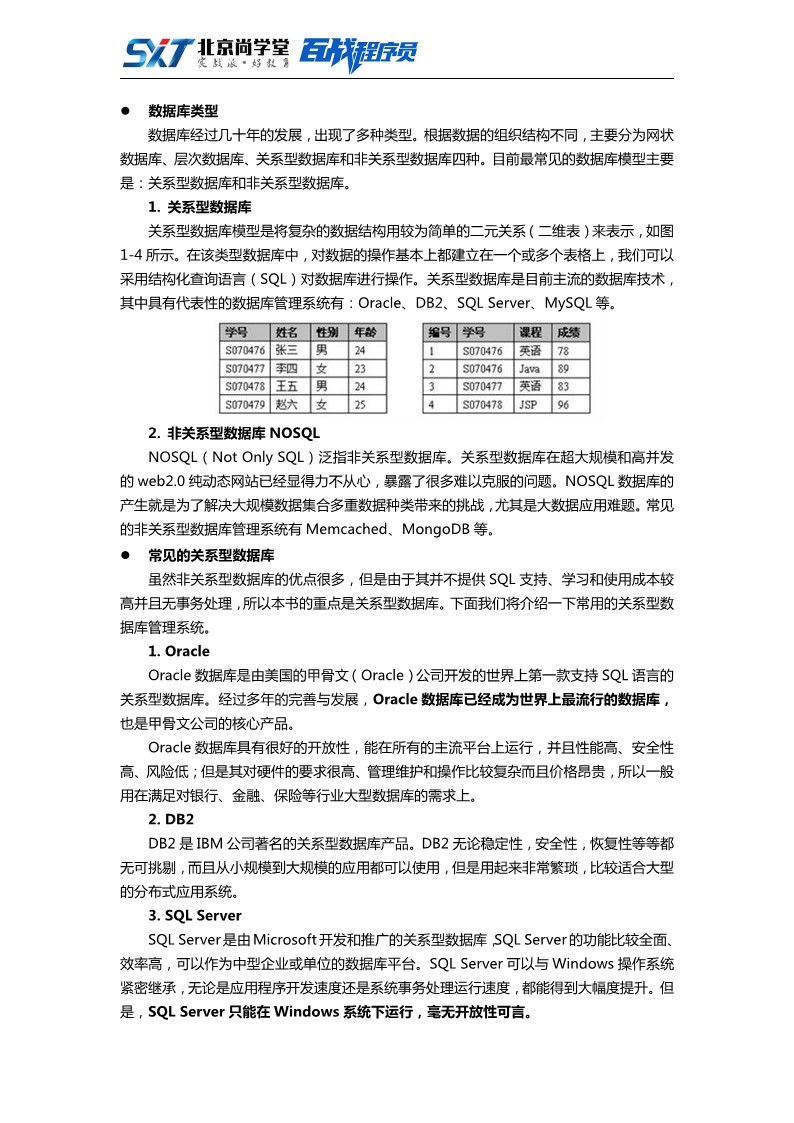 SXT 北京尚学堂 百战程序员
实战派·好教育
● 数据库类型
数据库经过几十年的发展，出现了多种类型。根据数据的组织结构不同，主要分为网状
数据库、层次数据库、关系型数据库和非关系型数据库四种。目前最常见的数据库模型主要
是：关系型数据库和非关系型数据库。
1. 关系型数据库
关系型数据库模型是将复杂的数据结构用较为简单的二元关系（二维表）来表示，如图
1-4 所示。在该类型数据库中，对数据的操作基本上都建立在一个或多个表格上，我们可以
采用结构化查询语言（SQL）对数据库进行操作。关系型数据库是目前主流的数据库技术，
其中具有代表性的数据库管理系统有：Oracle、DB2、SQL Server、MySQL 等。
学号 姓名 性别 年龄
S070476 张三 男 24
S070477 李四 女 23
S070478 王五 男 24
S070479 赵六 女 25
编号 学号 课程 成绩
1 S070476 英语 78
2 S070476 Java 89
3 S070477 英语 83
4 S070478 JSP 96
2. 非关系型数据库 NOSQL
NOSQL（Not Only SQL）泛指非关系型数据库。关系型数据库在超大规模和高并发
的 web2.0 纯动态网站已经显得力不从心，暴露了很多难以克服的问题。NOSQL 数据库的
产生就是为了解决大规模数据集合多重数据种类带来的挑战，尤其是大数据应用难题。常见
的非关系型数据库管理系统有 Memcached、MongoDB 等。
● 常见的关系型数据库
虽然非关系型数据库的优点很多，但是由于其并不提供 SQL 支持、学习和使用成本较
高并且无事务处理，所以本书的重点是关系型数据库。下面我们将介绍一下常用的关系型数
据库管理系统。
1. Oracle
Oracle 数据库是由美国的甲骨文（Oracle）公司开发的世界上第一款支持 SQL 语言的
关系型数据库。经过多年的完善与发展，Oracle 数据库已经成为世界上最流行的数据库，
也是甲骨文公司的核心产品。
Oracle 数据库具有很好的开放性，能在所有的主流平台上运行，并且性能高、安全性
高、风险低；但是其对硬件的要求很高、管理维护和操作比较复杂而且价格昂贵，所以一般
用在满足对银行、金融、保险等行业大型数据库的需求上。
2. DB2
DB2 是 IBM 公司著名的关系型数据库产品。DB2 无论稳定性，安全性，恢复性等等都
无可挑剔，而且从小规模到大规模的应用都可以使用，但是用起来非常繁琐，比较适合大型
的分布式应用系统。
3. SQL Server
SQL Server 是由 Microsoft 开发和推广的关系型数据库，SQL Server 的功能比较全面、
效率高，可以作为中型企业或单位的数据库平台。SQL Server 可以与 Windows 操作系统
紧密继承，无论是应用程序开发速度还是系统事务处理运行速度，都能得到大幅度提升。但
是，SQL Server 只能在 Windows 系统下运行，毫无开放性可言。